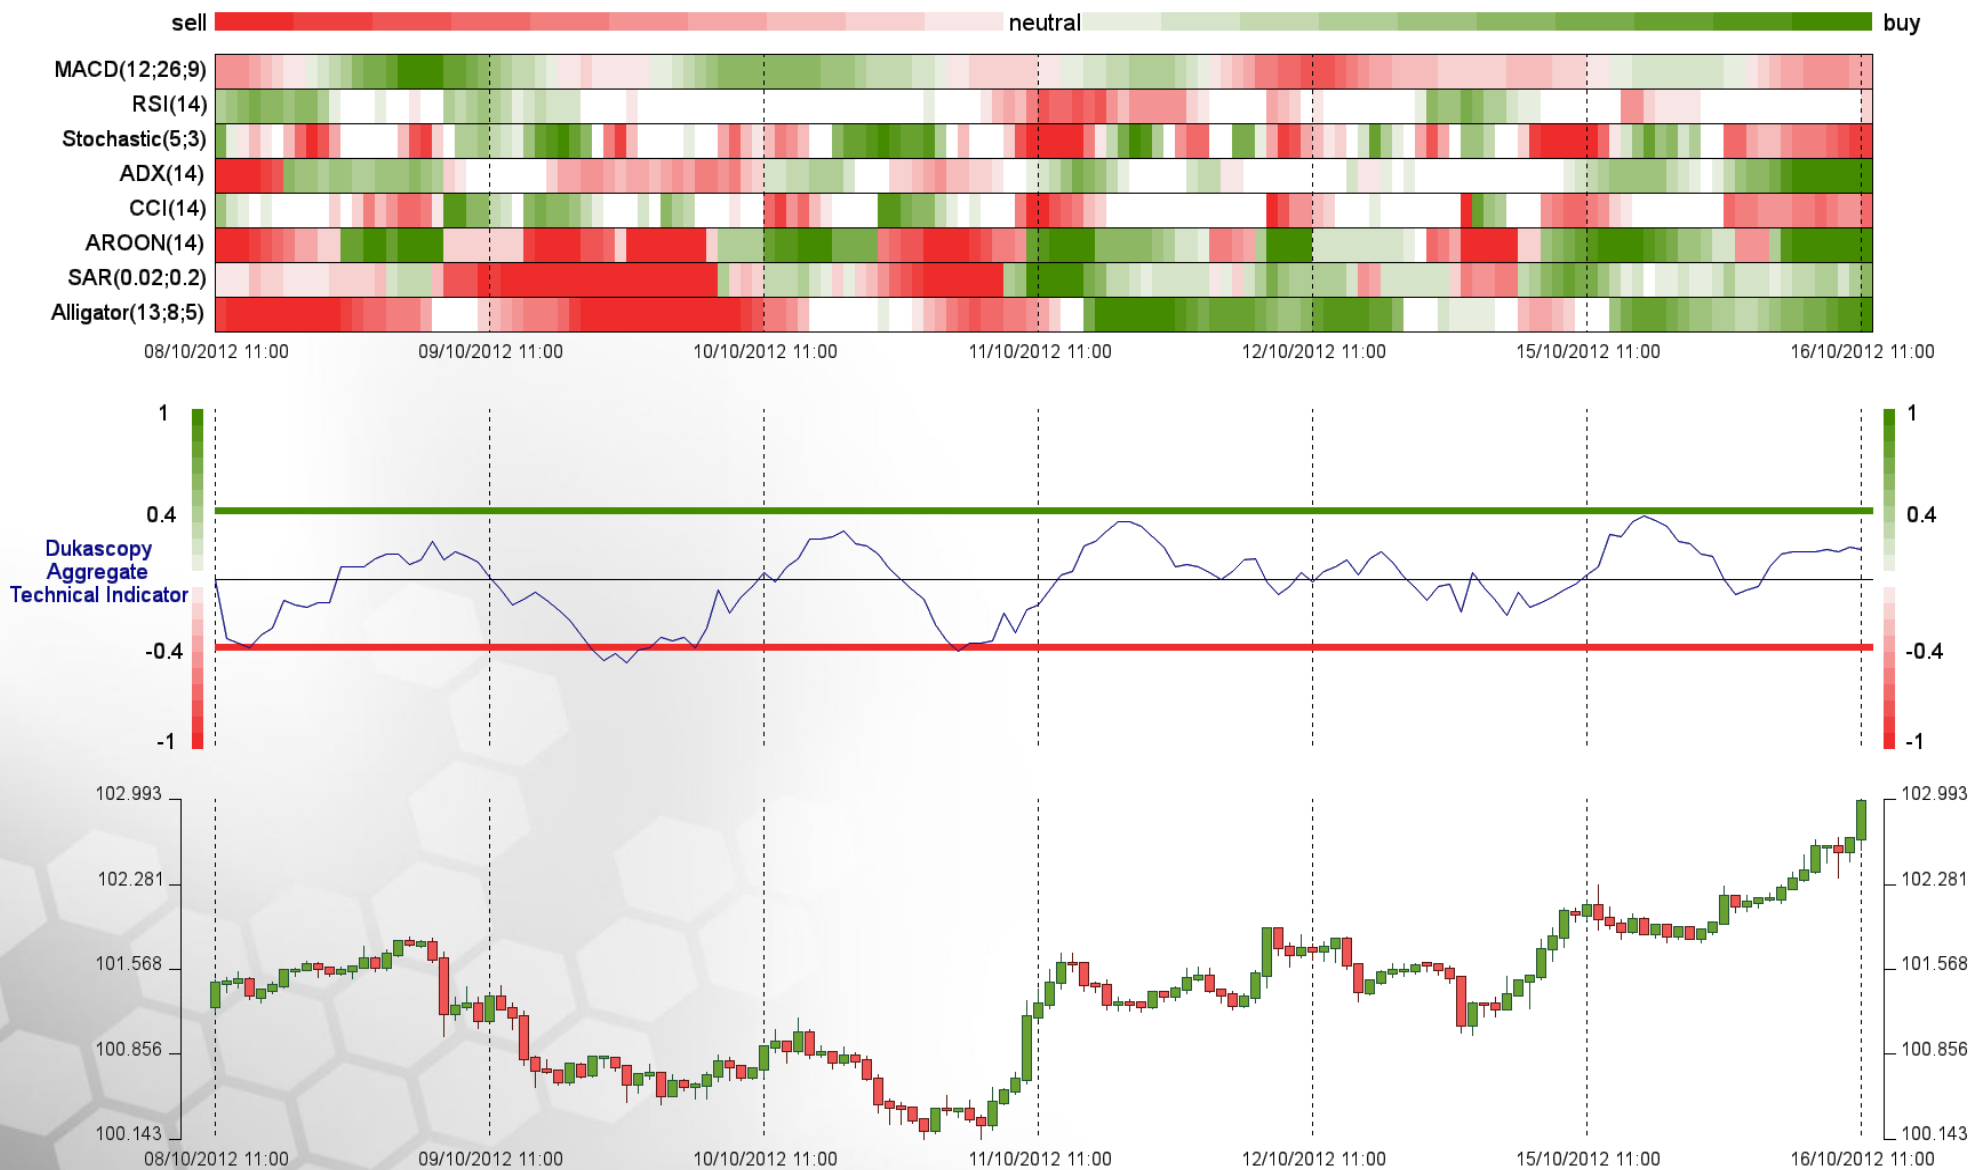 sell neutral buy
MACD(12;26;9)
RSI(14)
Stochastic(5;3)
ADX(14)
CCI(14)
AROON(14)
SAR(0.02;0.2)
Alligator(13;8;5)
08/10/2012 11:00 09/10/2012 11:00 10/10/2012 11:00 11/10/2012 11:00 12/10/2012 11:00 15/10/2012 11:00 16/10/2012 11:00
1 1
0.4 0.4
Dukascopy
Aggregate
Technical Indicator
-0.4 -0.4
-1 -1
102.993 102.993
102.281 102.281
101.568 101.568
100.856 100.856
100.143 100.143
08/10/2012 11:00 09/10/2012 11:00 10/10/2012 11:00 11/10/2012 11:00 12/10/2012 11:00 15/10/2012 11:00 16/10/2012 11:00